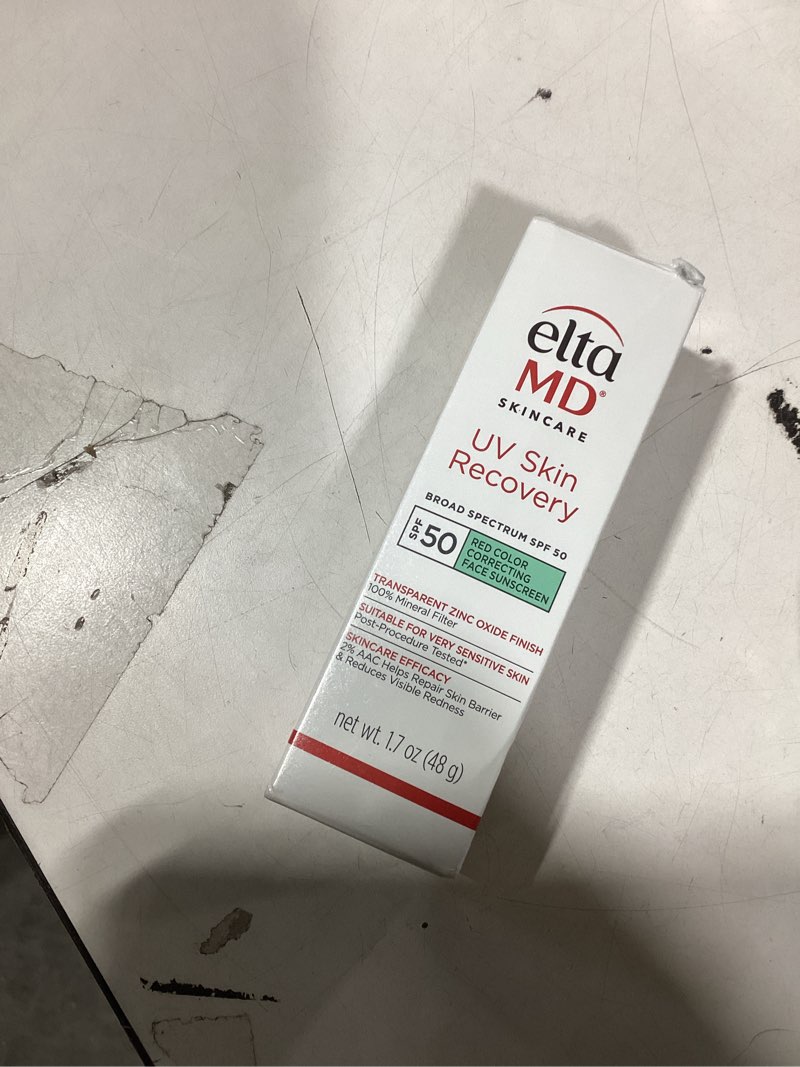 elta
MD®
SKINCARE
UV Skin
Recovery
BROAD SPECTRUM SPF 50
SPF 50
RED COLOR
CORRECTING
FACE SUNSCREEN
TRANSPARENT ZINC OXIDE FINISH
100% Mineral Filter
SUITABLE FOR VERY SENSITIVE SKIN
Post-Procedure Tested*
SKINCARE EFFICACY
2% AAC Helps Repair Skin Barrier
& Reduces Visible Redness
net wt. 1.7 oz (48 g)